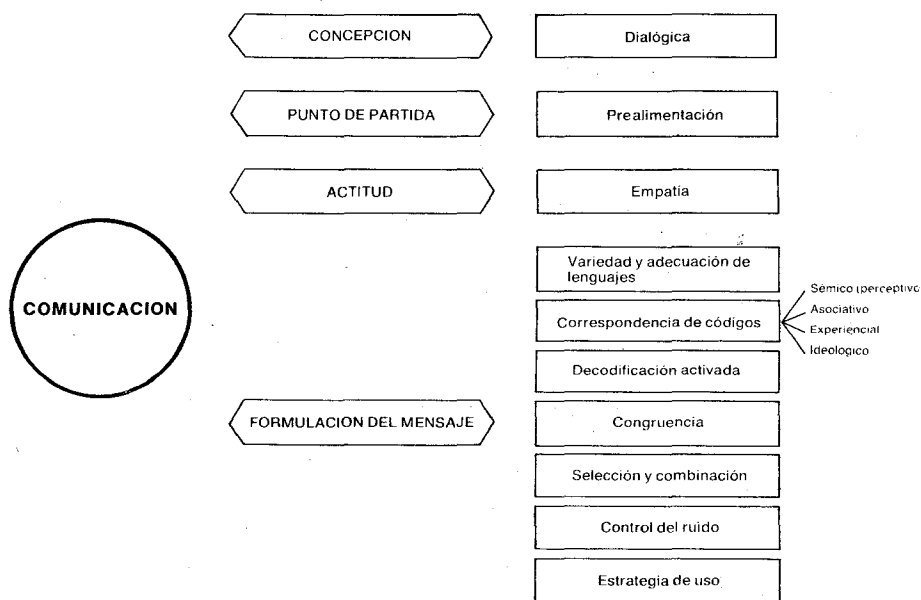 CONCEPCION
Dialógica
PUNTO DE PARTIDA
Prealimentación
ACTITUD
Empatía
COMUNICACION
Variedad y adecuación de
lenguajes
Correspondencia de códigos
Sémico (perceptivo
Asociativo
Experiencial
Ideológico
Decodificación activada
FORMULACION DEL MENSAJE
Congruencia
Selección y combinación
Control del ruido
Estrategia de uso